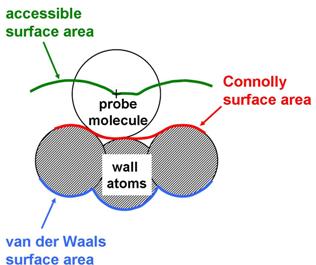 accessible
surface area
Connolly
surface area
probe
molecule
wall
atoms
van der Waals
surface area